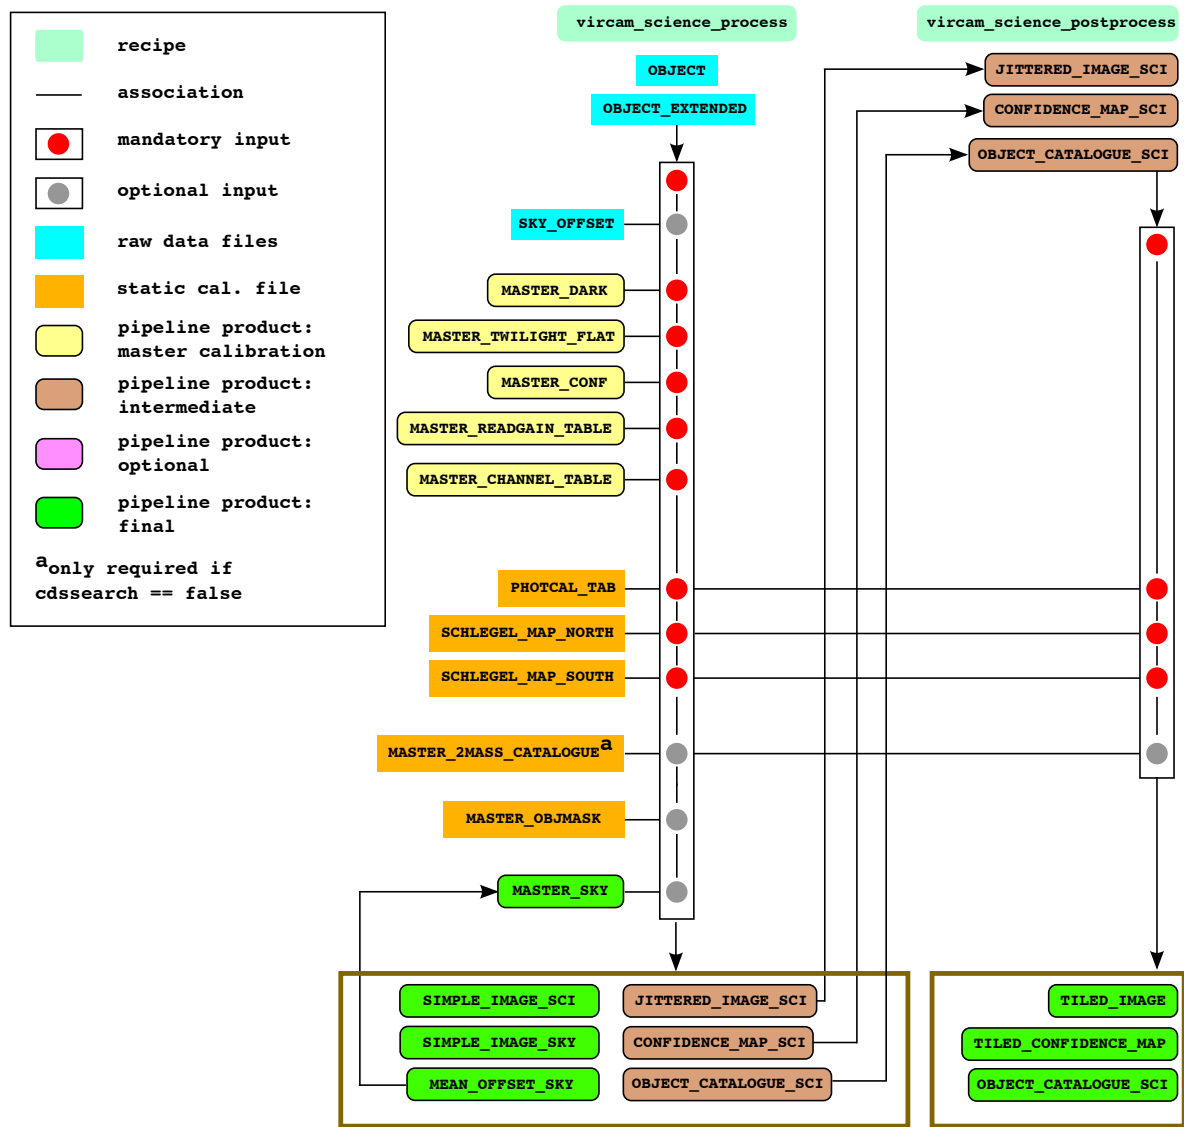 recipe
association
mandatory input
optional input
raw data files
static cal. file
pipeline product:
master calibration
pipeline product:
intermediate
pipeline product:
optional
pipeline product:
final
aonly required if
cdssearch == false
vircam_science_process
OBJECT
OBJECT_EXTENDED
SKY_OFFSET
MASTER_DARK
MASTER_TWILIGHT_FLAT
MASTER_CONF
MASTER_READGAIN_TABLE
MASTER_CHANNEL_TABLE
PHOTCAL_TAB
SCHLEGEL_MAP_NORTH
SCHLEGEL_MAP_SOUTH
MASTER_2MASS_CATALOGUEa
MASTER_OBJMASK
MASTER_SKY
SIMPLE_IMAGE_SCI
SIMPLE_IMAGE_SKY
MEAN_OFFSET_SKY
JITTERED_IMAGE_SCI
CONFIDENCE_MAP_SCI
OBJECT_CATALOGUE_SCI
vircam_science_postprocess
JITTERED_IMAGE_SCI
CONFIDENCE_MAP_SCI
OBJECT_CATALOGUE_SCI
TILED_IMAGE
TILED_CONFIDENCE_MAP
OBJECT_CATALOGUE_SCI